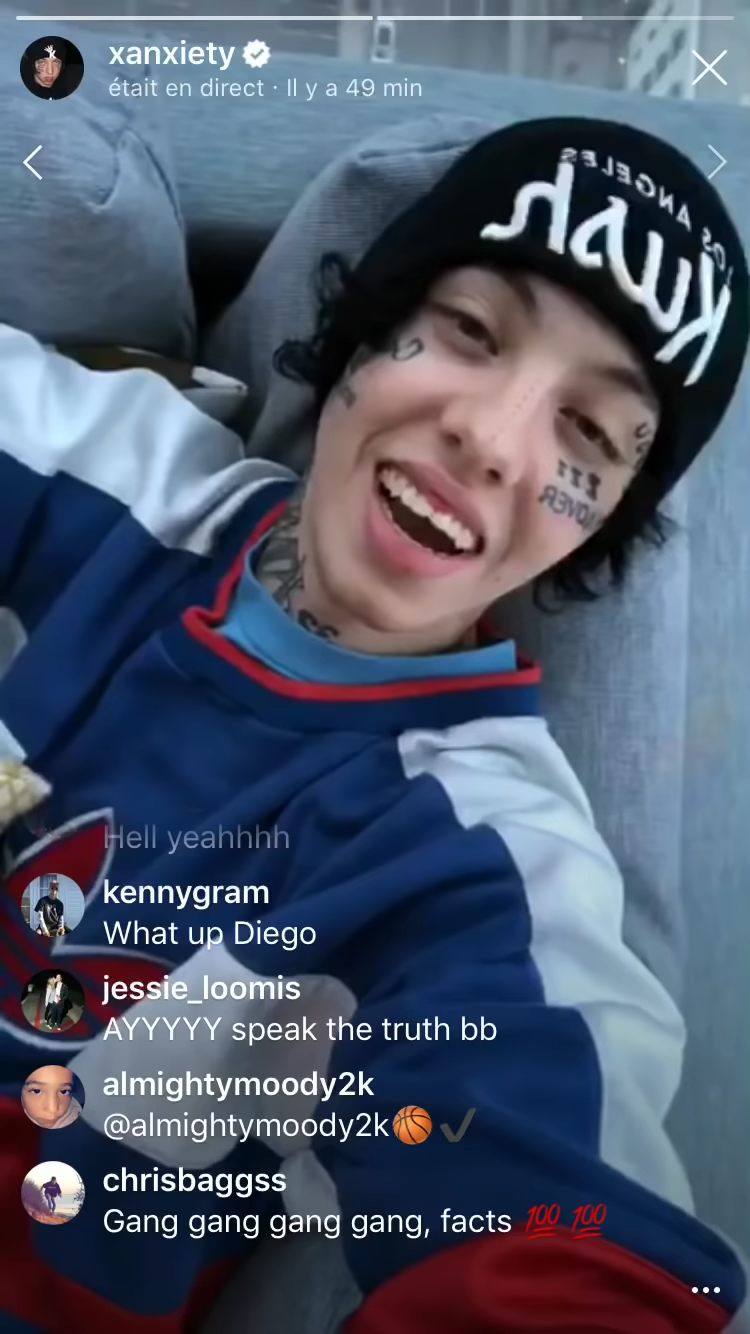 xanxiety
était en direct · Il y a 49 min
LOS ANGELES
Kush
Hell yeahhhh
kennygram
What up Diego
jessie_loomis
AYYYYY speak the truth bb
almightymoody2k
@almightymoody2k🏀✔️
chrisbaggss
Gang gang gang gang, facts 💯 💯